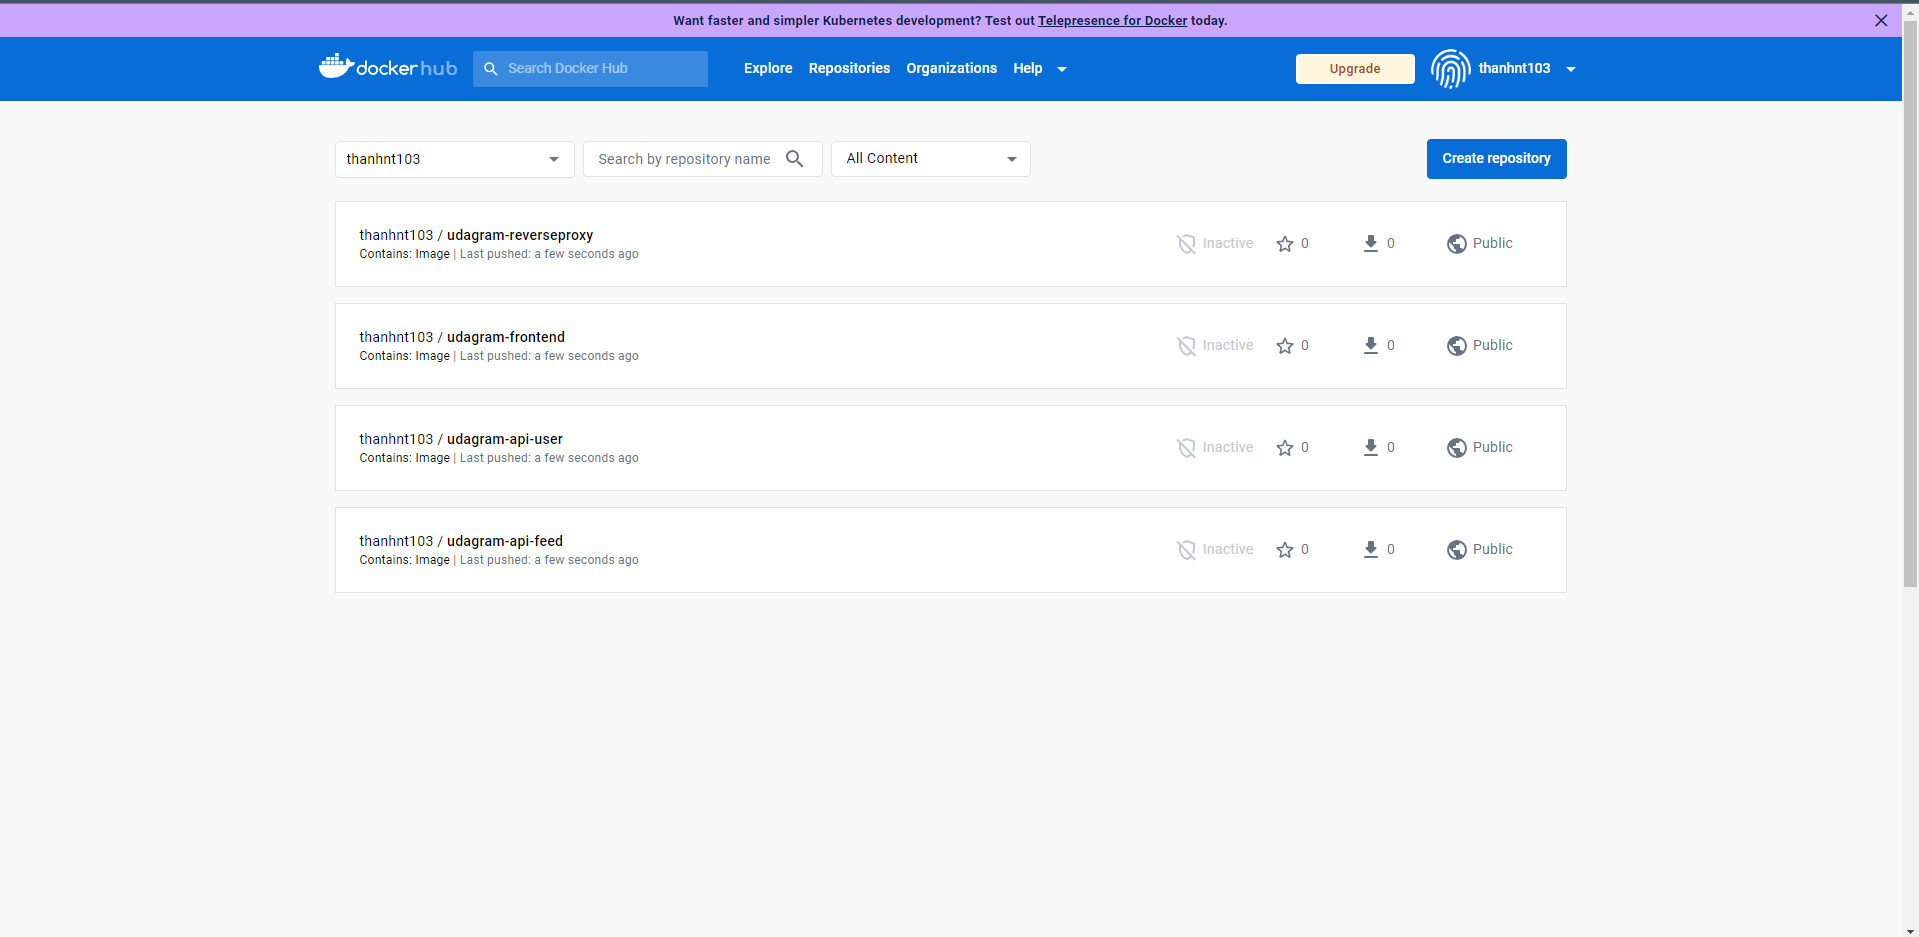 Want faster and simpler Kubernetes development? Test out Telepresence for Docker today.
dockerhub Search Docker Hub Explore Repositories Organizations Help Upgrade thanhnt103
thanhnt103 Search by repository name All Content Create repository
thanhnt103 / udagram-reverseproxy
Contains: Image | Last pushed: a few seconds ago
Inactive 0 0 Public
thanhnt103 / udagram-frontend
Contains: Image | Last pushed: a few seconds ago
Inactive 0 0 Public
thanhnt103 / udagram-api-user
Contains: Image | Last pushed: a few seconds ago
Inactive 0 0 Public
thanhnt103 / udagram-api-feed
Contains: Image | Last pushed: a few seconds ago
Inactive 0 0 Public